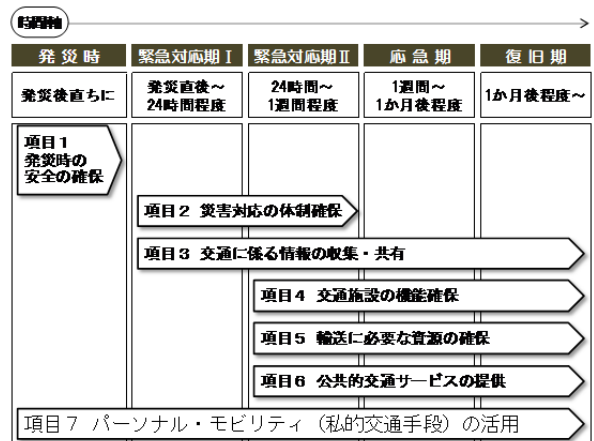 時間軸
発災時 緊急対応期Ⅰ 緊急対応期Ⅱ 応急期 復旧期
発災後直ちに
発災直後～
24時間程度
24時間～
1週間程度
1週間～
1か月後程度
1か月後程度～
項目1
発災時の
安全の確保
項目2 災害対応の体制確保
項目3 交通に係る情報の収集・共有
項目4 交通施設の機能確保
項目5 輸送に必要な資源の確保
項目6 公共的交通サービスの提供
項目7 パーソナル・モビリティ（私的交通手段）の活用